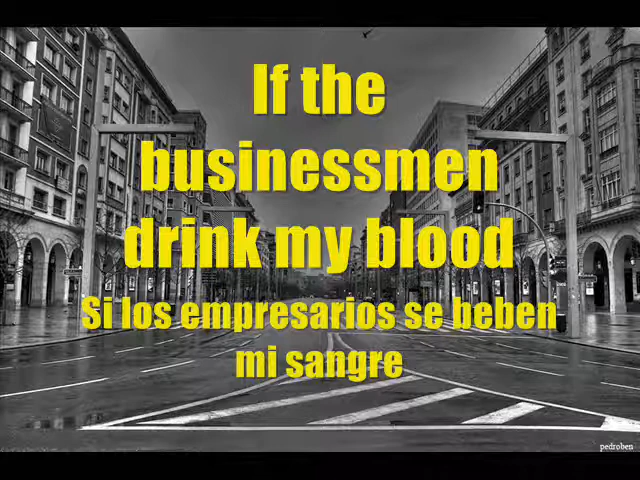 If the
businessmen
drink my blood
Si los empresarios se beben
mi sangre
pedroben